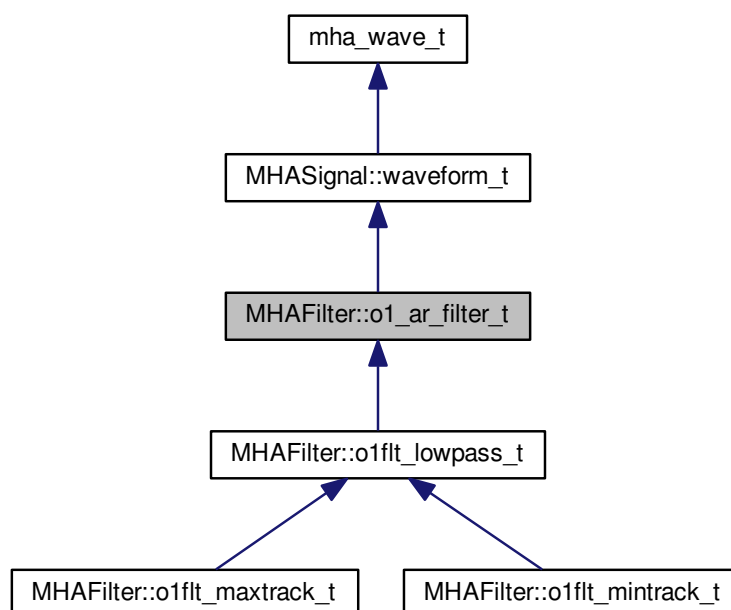 mha_wave_t
MHASignal::waveform_t
MHAFilter::o1_ar_filter_t
MHAFilter::o1flt_lowpass_t
MHAFilter::o1flt_maxtrack_t
MHAFilter::o1flt_mintrack_t